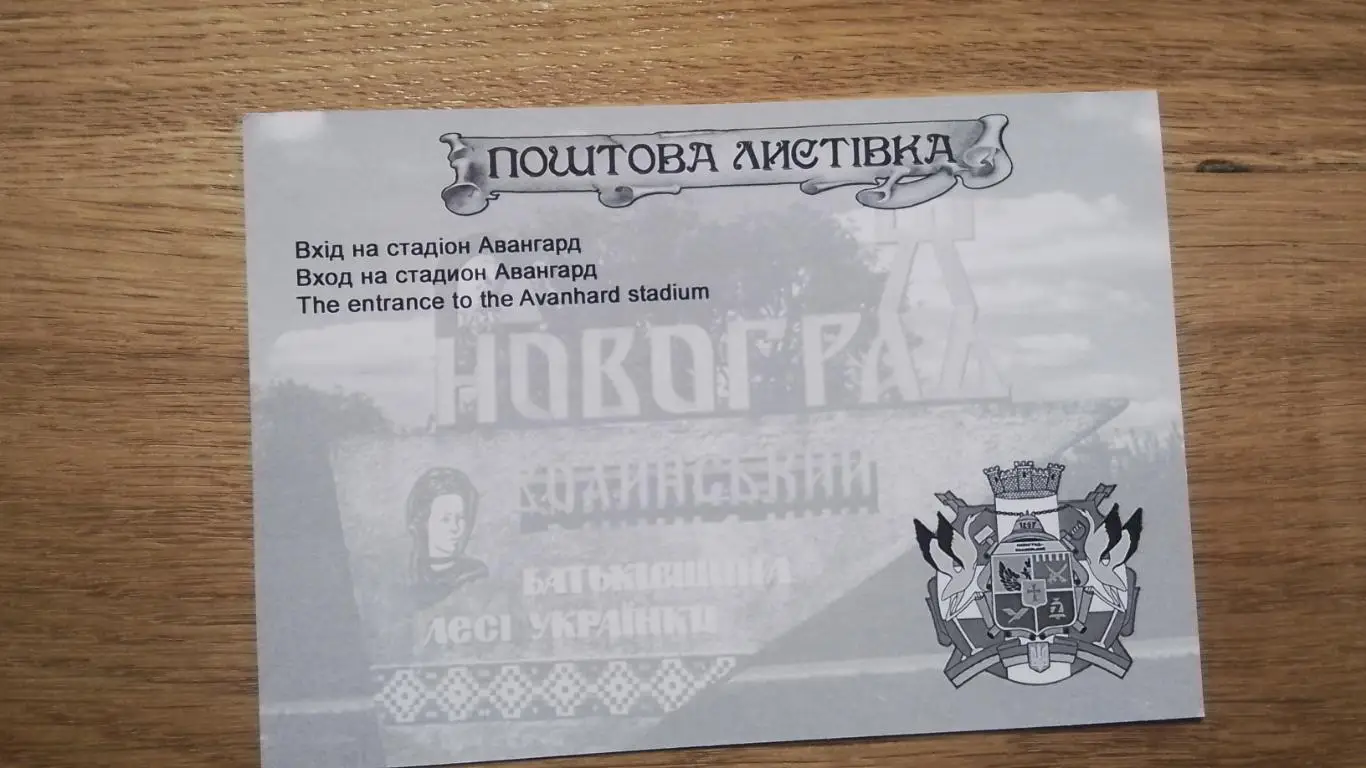 ПОШТОВА ЛИСТІВКА
Вхід на стадіон Авангард
Вход на стадион Авангард
The entrance to the Avanhard stadium
НОВОГРАД
ВОЛИНСЬКИЙ
БАТЬКІВЩИНА
ЛЕСІ УКРАЇНКИ
1257